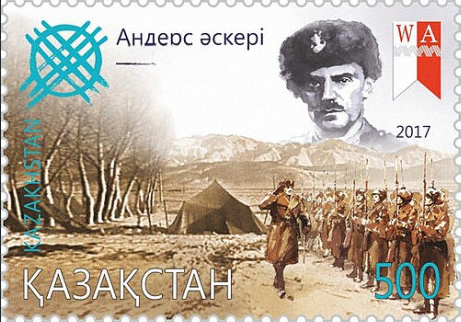 Андерс әскері
WA
2017
KAZAKHSTAN
ҚАЗАҚСТАН
500